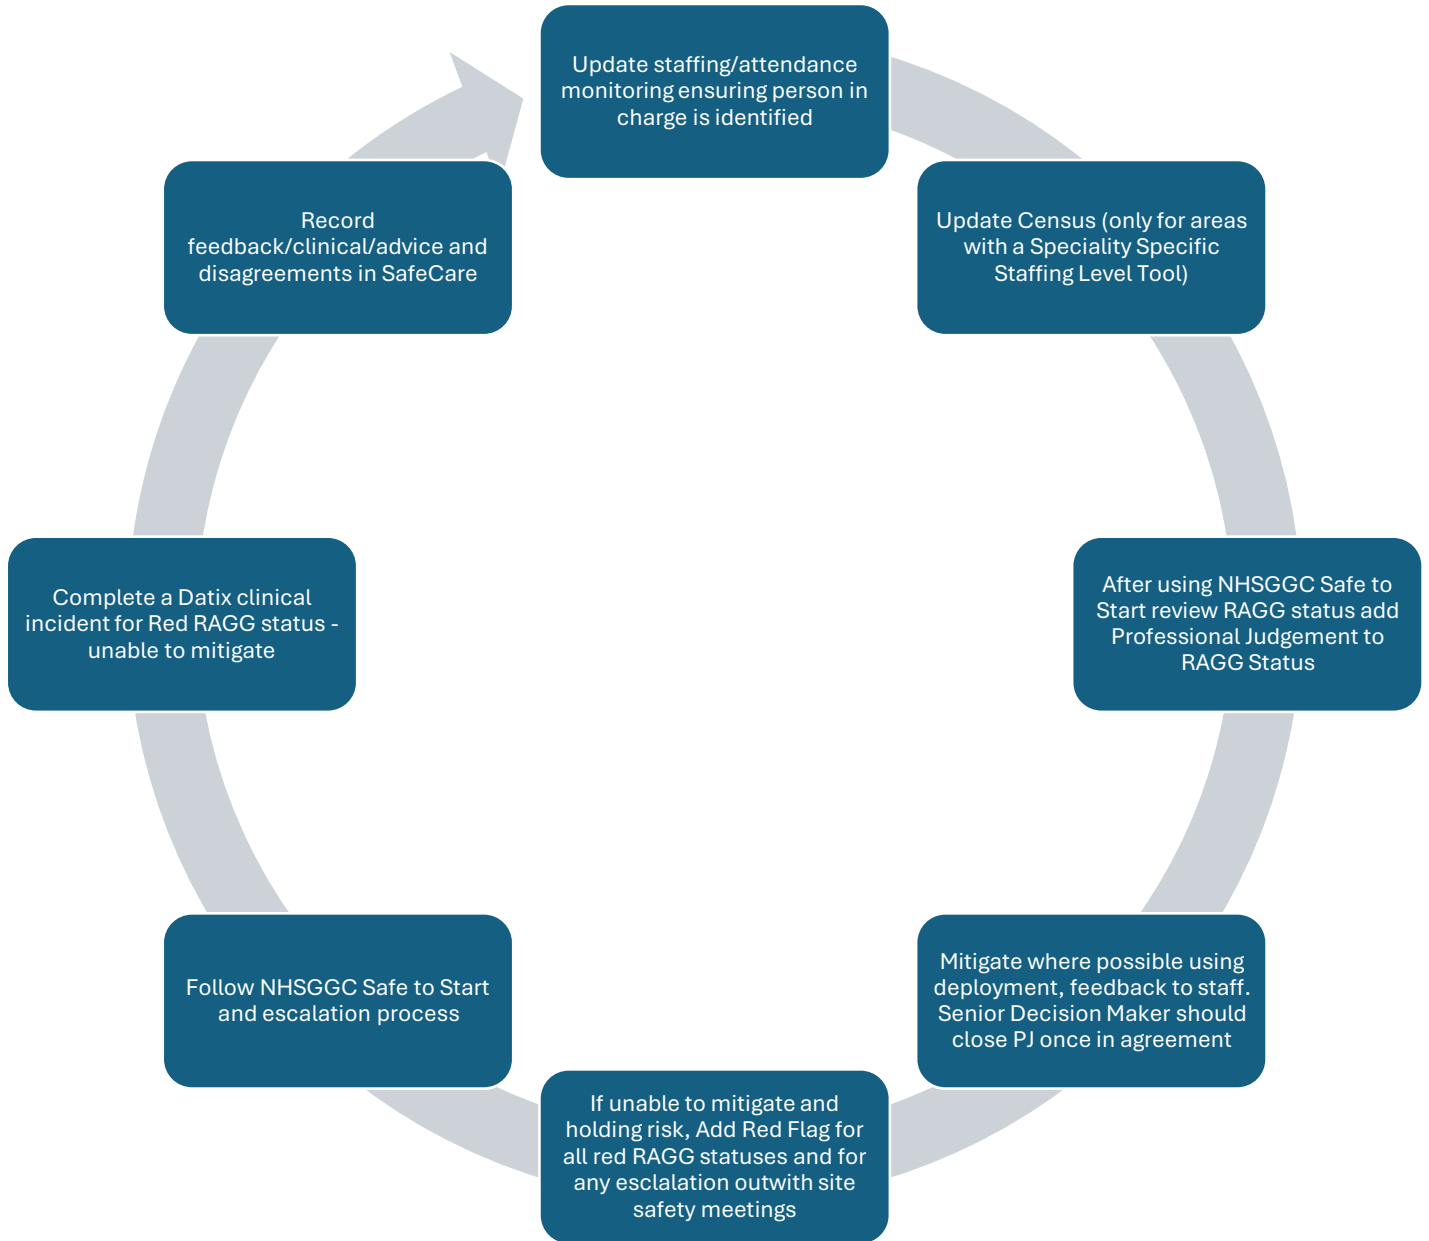 Update staffing/attendance
monitoring ensuring person in
charge is identified
Update Census (only for areas
with a Speciality Specific
Staffing Level Tool)
After using NHSGGC Safe to
Start review RAGG status add
Professional Judgement to
RAGG Status
Mitigate where possible using
deployment, feedback to staff.
Senior Decision Maker should
close PJ once in agreement
If unable to mitigate and
holding risk, Add Red Flag for
all red RAGG statuses and for
any esclalation outwith site
safety meetings
Follow NHSGGC Safe to Start
and escalation process
Complete a Datix clinical
incident for Red RAGG status -
unable to mitigate
Record
feedback/clinical/advice and
disagreements in SafeCare